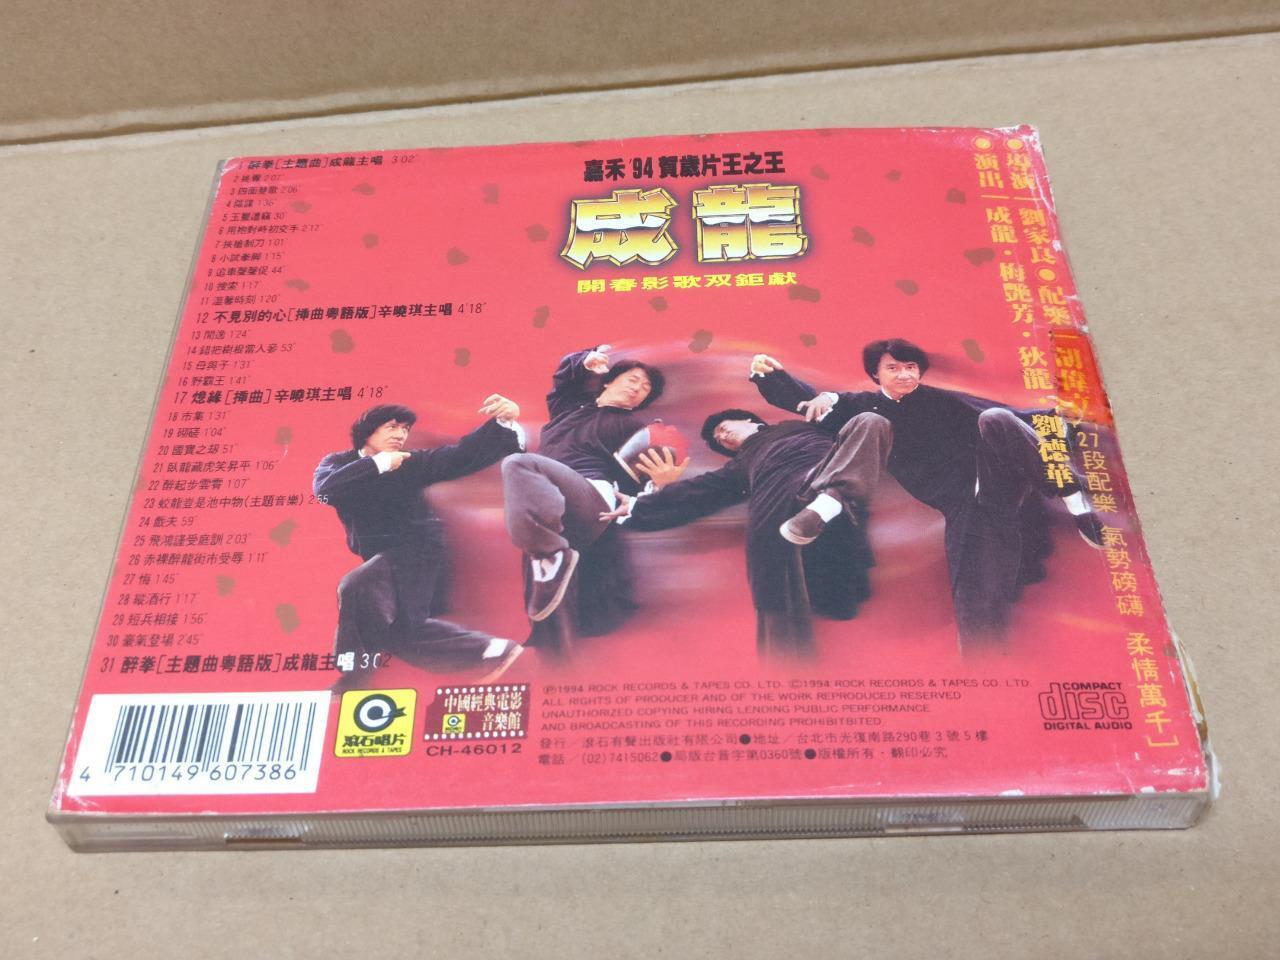 1 醉拳[主題曲]成龍主唱 3'02"
2 挑釁 2'07"
3 四面楚歌 2'06"
4 陰謀 1'36"
5 玉璽遭竊 30"
6 用袍對時初交手 2'12"
7 挾槍制刀 1'01"
8 小試拳腳 1'15"
9 追車聲聲促 44"
10 搜索 1'17"
11 溫馨時刻 1'20"
12 不見別的心[挿曲粵語版]辛曉琪主唱 4'18"
13 閒逸 1'24"
14 錯把樹根當人蔘 53"
15 母與子 1'31"
16 野霸王 1'41"
17 熄緣[挿曲]辛曉琪主唱 4'18"
18 市集 1'31"
19 砌磋 1'04"
20 國寶之刼 51"
21 臥龍藏虎笑昇平 1'06"
22 醉起步雲霄 1'07"
23 蛟龍豈是池中物(主題音樂) 2'55
24 戲夫 59"
25 飛鴻謹受庭訓 2'03"
26 赤裸醉龍街市受辱 1'11"
27 悔 1'45"
28 縱酒行 1'17"
29 短兵相接 1'56"
30 豪氣登場 2'45"
31 醉拳[主題曲粵語版]成龍主唱 3'02
嘉禾'94賀歲片王之王
成龍
開春影歌双鉅獻
●導演|劉家良●配樂|胡偉立
27段配樂 氣勢磅礴 柔情萬千」
●演出|成龍·梅艷芳·狄龍·劉德華
4 710149 607386
滾石唱片
ROCK RECORDS & TAPES
中國經典電影
音樂館
CH-46012
℗1994 ROCK RECORDS & TAPES CO. LTD. ©1994 ROCK RECORDS & TAPES CO. LTD.
ALL RIGHTS OF PRODUCER AND OF THE WORK REPRODUCED RESERVED
UNAUTHORIZED COPYING HIRING LENDING PUBLIC PERFORMANCE
AND BROADCASTING OF THIS RECORDING PROHIBITBITED
發行／滾石有聲出版社有限公司●地址／台北市光復南路290巷3號5樓
電話／(02)7415062●局版台音字第0360號●版權所有·翻印必究
COMPACT
disc
DIGITAL AUDIO